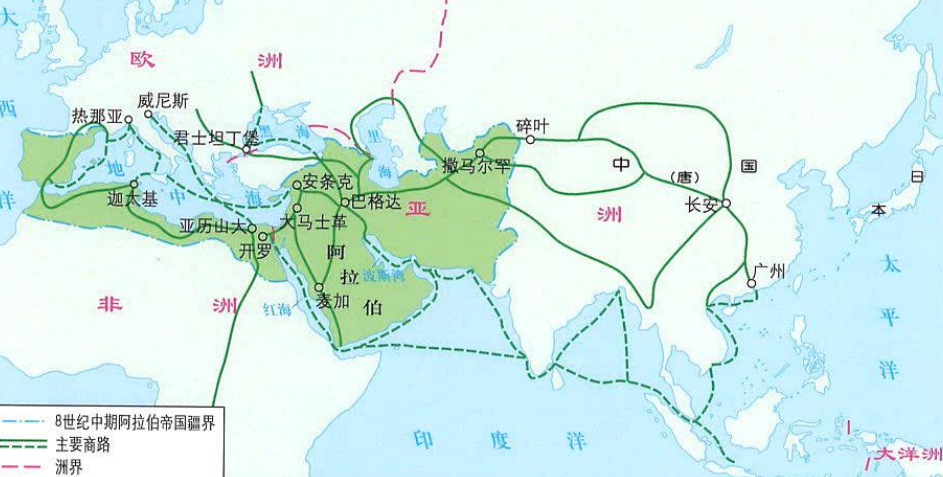 大西洋
欧洲
威尼斯
热那亚
君士坦丁堡
黑海
里海
碎叶
撒马尔罕
中国
(唐)
日本
地中海
迦太基
安条克
巴格达
亚洲
长安
亚历山大
大马士革
开罗
阿拉伯
波斯湾
广州
太平洋
非洲
红海
麦加
印度洋
大洋洲
8世纪中期阿拉伯帝国疆界
主要商路
洲界